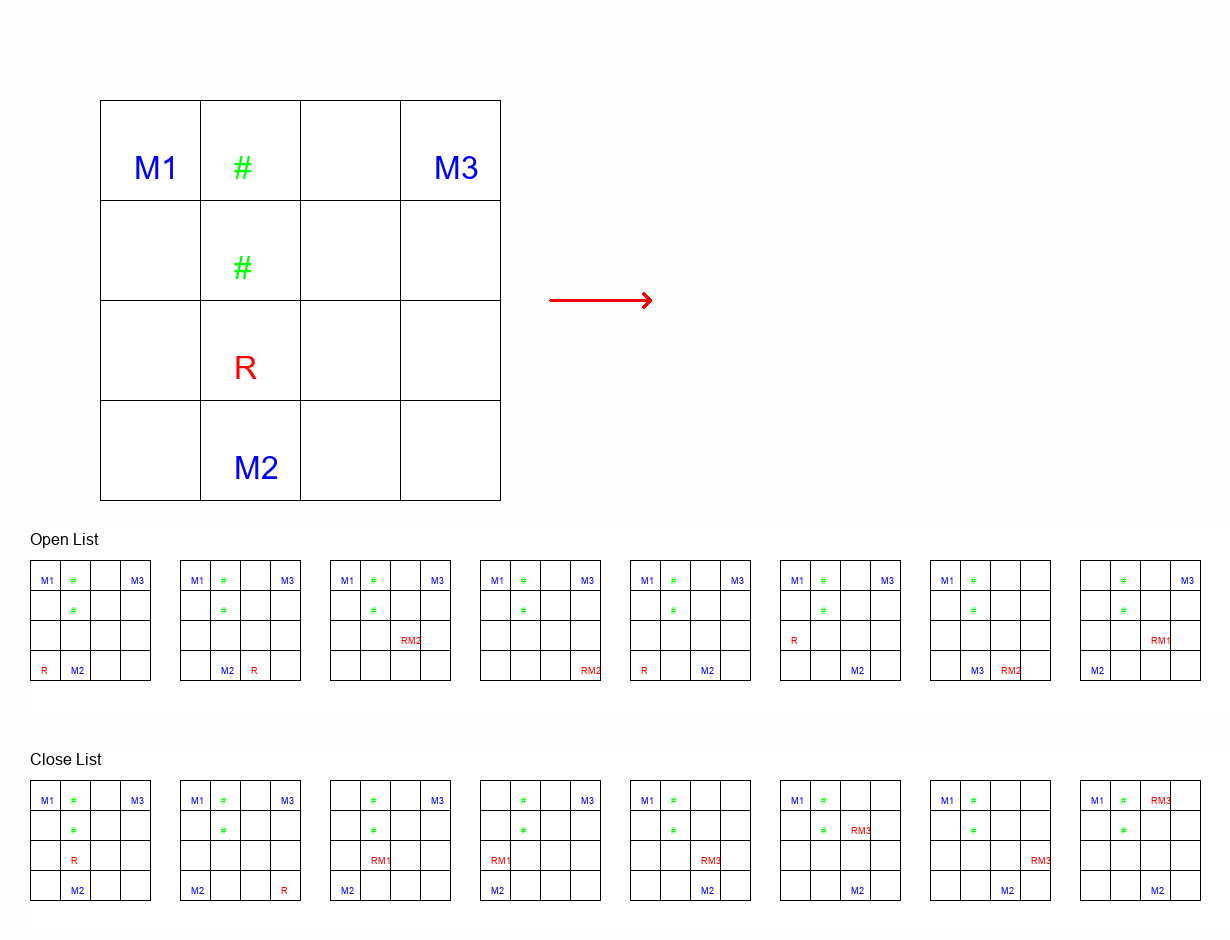 M1 # M3
#
R
M2
Open List
M1 # M3 M1 # M3 M1 # M3 M1 # M3 M1 # M3 M1 # M3 M1 # # M3
# # # # # # # #
RM2 R RM1
R M2 M2 R RM2 R M2 M2 M3 RM2 M2
Close List
M1 # M3 M1 # M3 # M3 # M3 M1 # M1 # M1 # M1 # RM3
# # # # # # RM3 # #
R RM1 RM1 RM3 RM3
M2 M2 R M2 M2 M2 M2 M2 M2